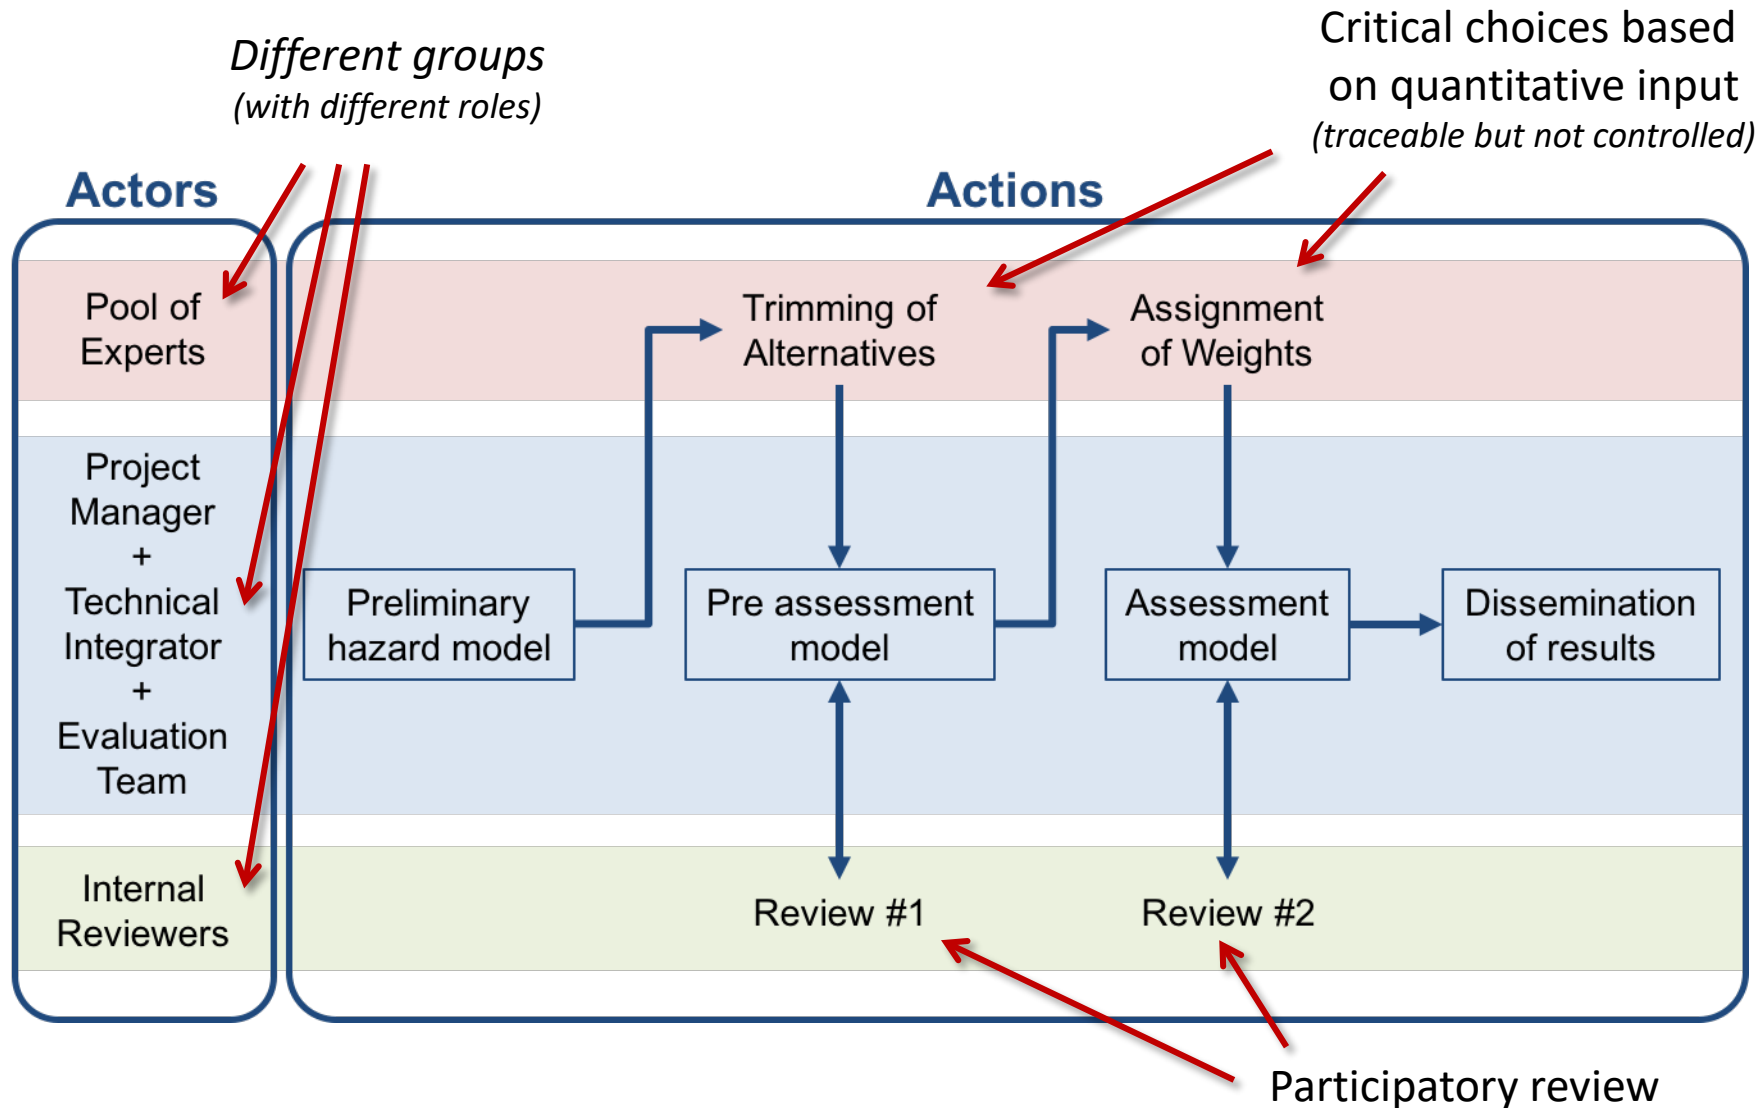 Different groups
(with different roles)
Critical choices based
on quantitative input
(traceable but not controlled)
Actors
Actions
Pool of
Experts
Trimming of
Alternatives
Assignment
of Weights
Project
Manager
+
Technical
Integrator
+
Evaluation
Team
Preliminary
hazard model
Pre assessment
model
Assessment
model
Dissemination
of results
Internal
Reviewers
Review #1
Review #2
Participatory review